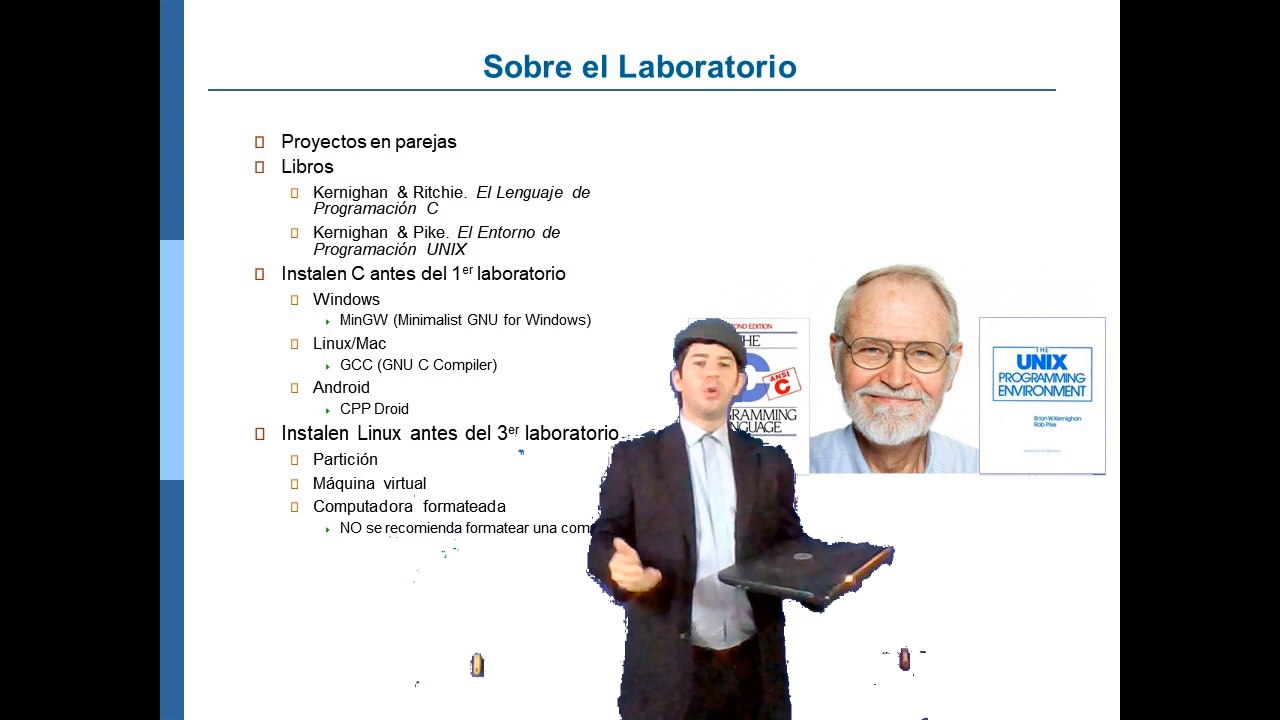 Sobre el Laboratorio
Proyectos en parejas
Libros
Kernighan & Ritchie. El Lenguaje de
Programación C
Kernighan & Pike. El Entorno de
Programación UNIX
Instalen C antes del 1er laboratorio
Windows
MinGW (Minimalist GNU for Windows)
Linux/Mac
GCC (GNU C Compiler)
Android
CPP Droid
Instalen Linux antes del 3er laboratorio
Partición
Máquina virtual
Computadora formateada
NO se recomienda formatear una
EDITION
THE
C
ANSI
C
THE
UNIX
PROGRAMMING
ENVIRONMENT
Brian W. Kernighan
Rob Pike